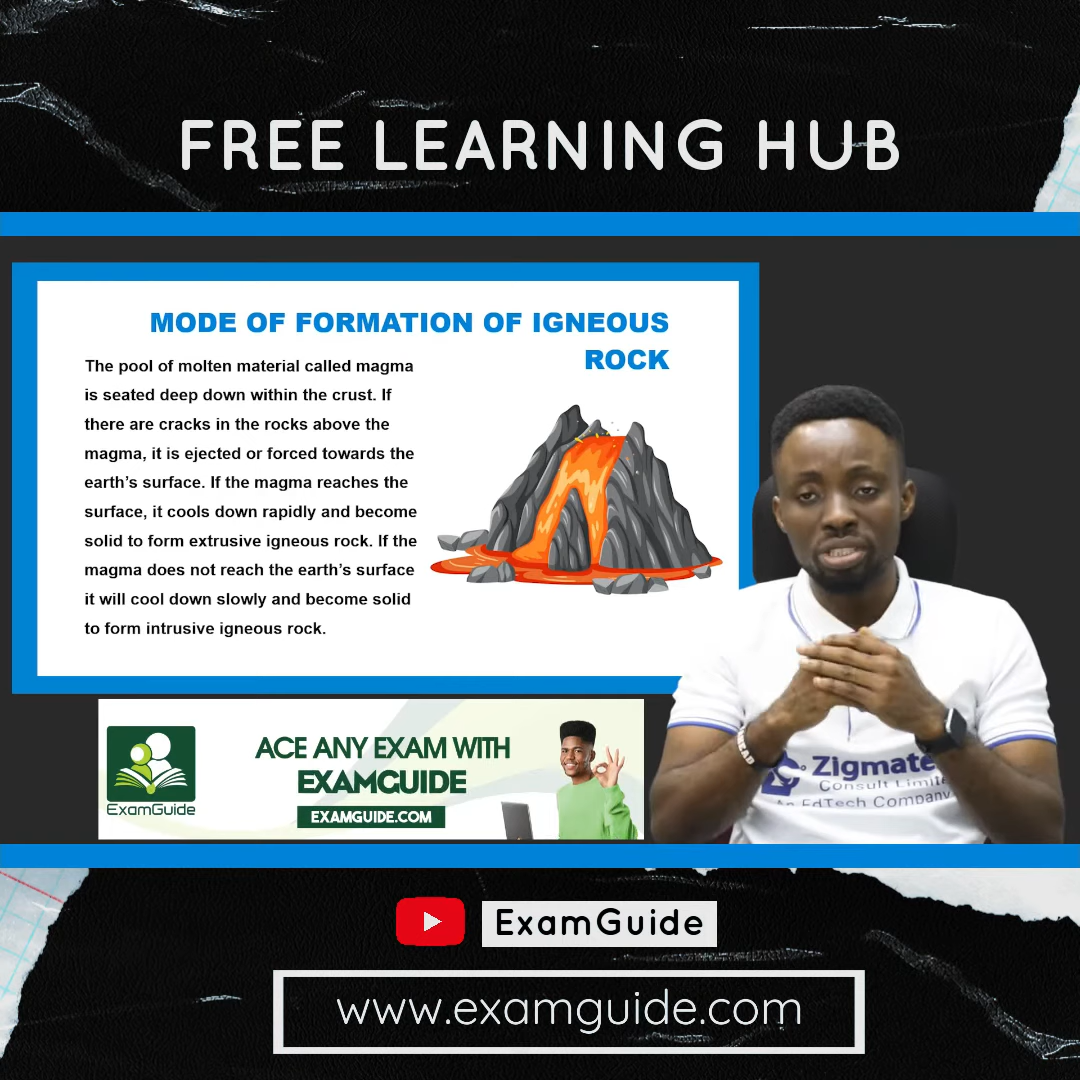 FREE LEARNING HUB
MODE OF FORMATION OF IGNEOUS
ROCK
The pool of molten material called magma
is seated deep down within the crust. If
there are cracks in the rocks above the
magma, it is ejected or forced towards the
earth's surface. If the magma reaches the
surface, it cools down rapidly and become
solid to form extrusive igneous rock. If the
magma does not reach the earth's surface
it will cool down slowly and become solid
to form intrusive igneous rock.
ExamGuide
ACE ANY EXAM WITH
EXAMGUIDE
EXAMGUIDE.COM
Zigmate
Consult Limite
An EdTech Company
ExamGuide
www.examguide.com